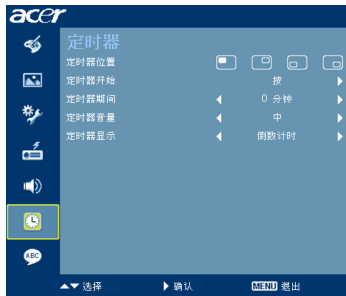 acer
定时器
定时器位置
定时器开始 按
定时器期间 0 分钟
定时器音量 中
定时器显示 倒数计时
ABC
选择 确认 MENU 退出